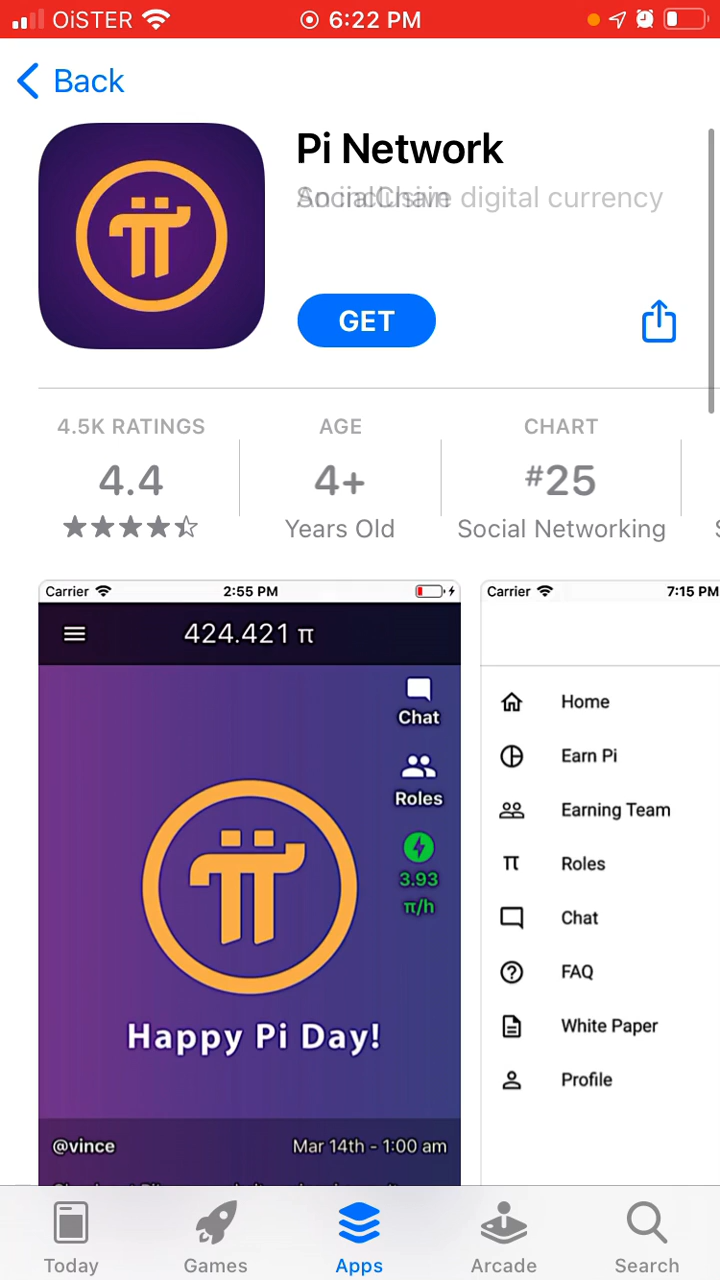 OiSTER 6:22 PM
Back
Pi Network
SocialChain
An inclusive digital currency
GET
4.5K RATINGS AGE CHART
4.4 4+ #25
Years Old Social Networking
Carrier 2:55 PM
424.421 π
Chat
Roles
3.93
π/h
Happy Pi Day!
@vince Mar 14th - 1:00 am
Carrier 7:15 PM
Home
Earn Pi
Earning Team
π Roles
Chat
FAQ
White Paper
Profile
Today Games Apps Arcade Search